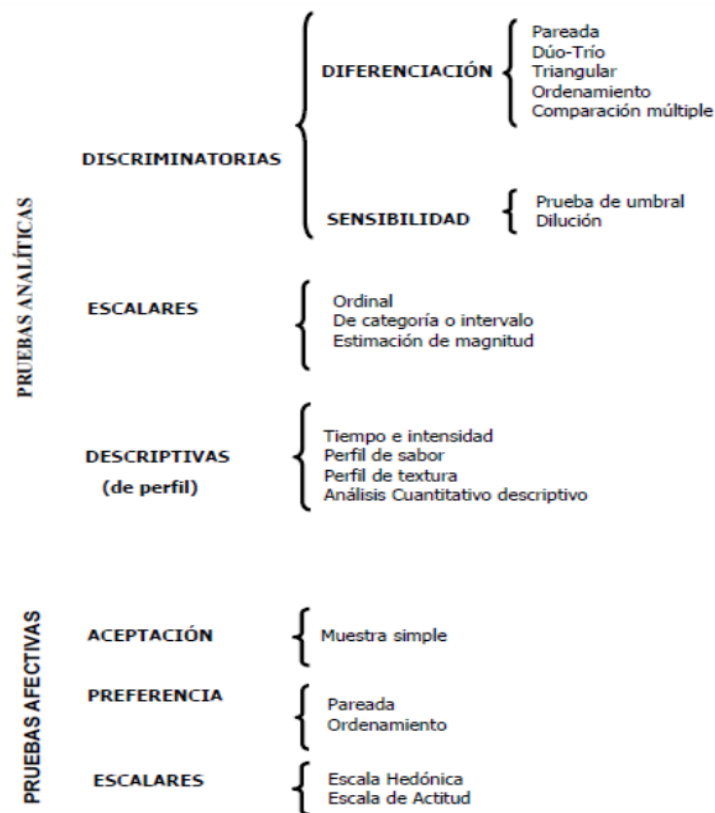 PRUEBAS ANALÍTICAS
DISCRIMINATORIAS
DIFERENCIACIÓN
Pareada
Dúo-Trío
Triangular
Ordenamiento
Comparación múltiple
SENSIBILIDAD
Prueba de umbral
Dilución
ESCALARES
Ordinal
De categoría o intervalo
Estimación de magnitud
DESCRIPTIVAS
(de perfil)
Tiempo e intensidad
Perfil de sabor
Perfil de textura
Análisis Cuantitativo descriptivo
PRUEBAS AFECTIVAS
ACEPTACIÓN
Muestra simple
PREFERENCIA
Pareada
Ordenamiento
ESCALARES
Escala Hedónica
Escala de Actitud